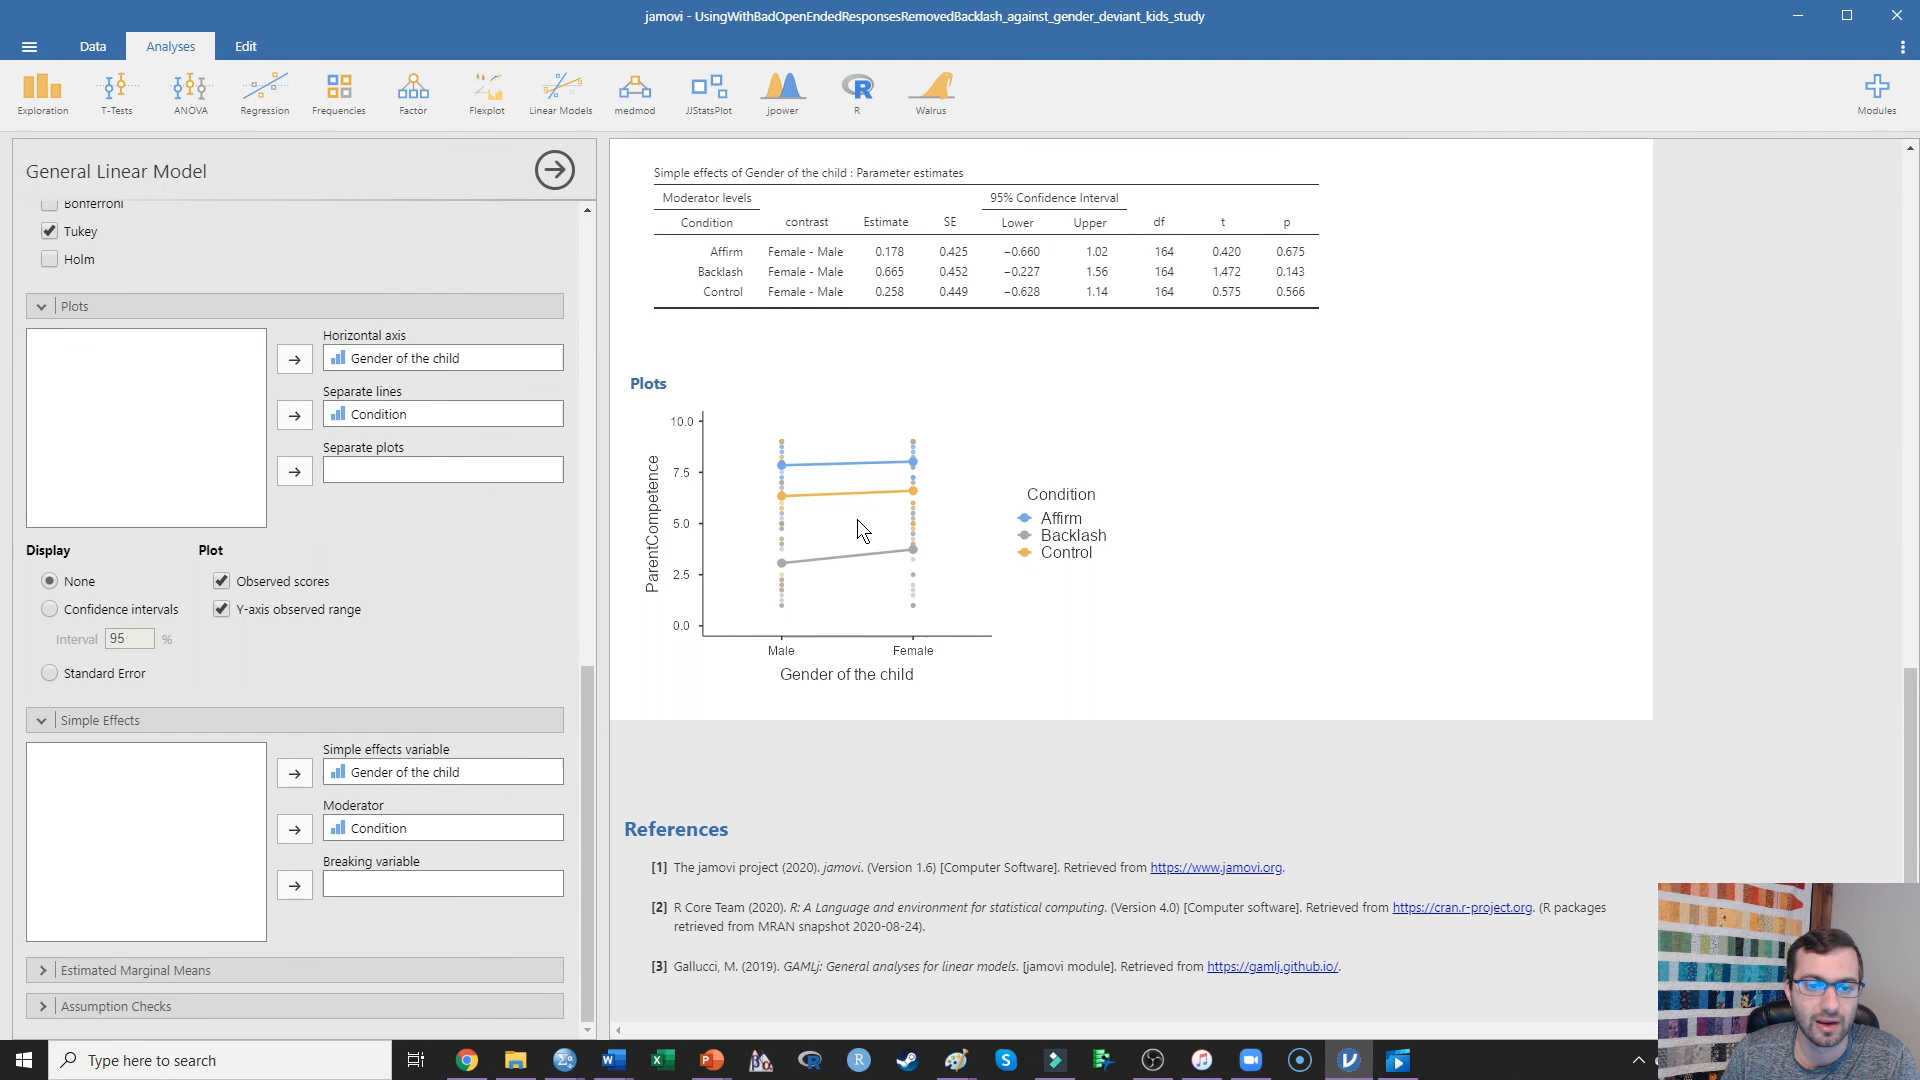 jamovi - UsingWithBadOpenEndedResponsesRemovedBacklash_against_gender_deviant_kids_study
Data Analyses Edit
Exploration T-Tests ANOVA Regression Frequencies Factor Flexplot Linear Models medmod JJStatsPlot jpower R Walrus Modules
General Linear Model
Bonferroni
Tukey
Holm
Plots
Horizontal axis
Gender of the child
Separate lines
Condition
Separate plots
Display Plot
None Observed scores
Confidence intervals Y-axis observed range
Interval 95 %
Standard Error
Simple Effects
Simple effects variable
Gender of the child
Moderator
Condition
Breaking variable
Estimated Marginal Means
Assumption Checks
Simple effects of Gender of the child : Parameter estimates
Moderator levels 95% Confidence Interval
Condition contrast Estimate SE Lower Upper df t p
Affirm Female - Male 0.178 0.425 −0.660 1.02 164 0.420 0.675
Backlash Female - Male 0.665 0.452 −0.227 1.56 164 1.472 0.143
Control Female - Male 0.258 0.449 −0.628 1.14 164 0.575 0.566
Plots
10.0
7.5
5.0
2.5
0.0
ParentCompetence
Male Female
Gender of the child
Condition
Affirm
Backlash
Control
References
[1] The jamovi project (2020). jamovi. (Version 1.6) [Computer Software]. Retrieved from https://www.jamovi.org.
[2] R Core Team (2020). R: A Language and environment for statistical computing. (Version 4.0) [Computer software]. Retrieved from https://cran.r-project.org. (R packages
retrieved from MRAN snapshot 2020-08-24).
[3] Gallucci, M. (2019). GAMLj: General analyses for linear models. [jamovi module]. Retrieved from https://gamlj.github.io/.
Type here to search